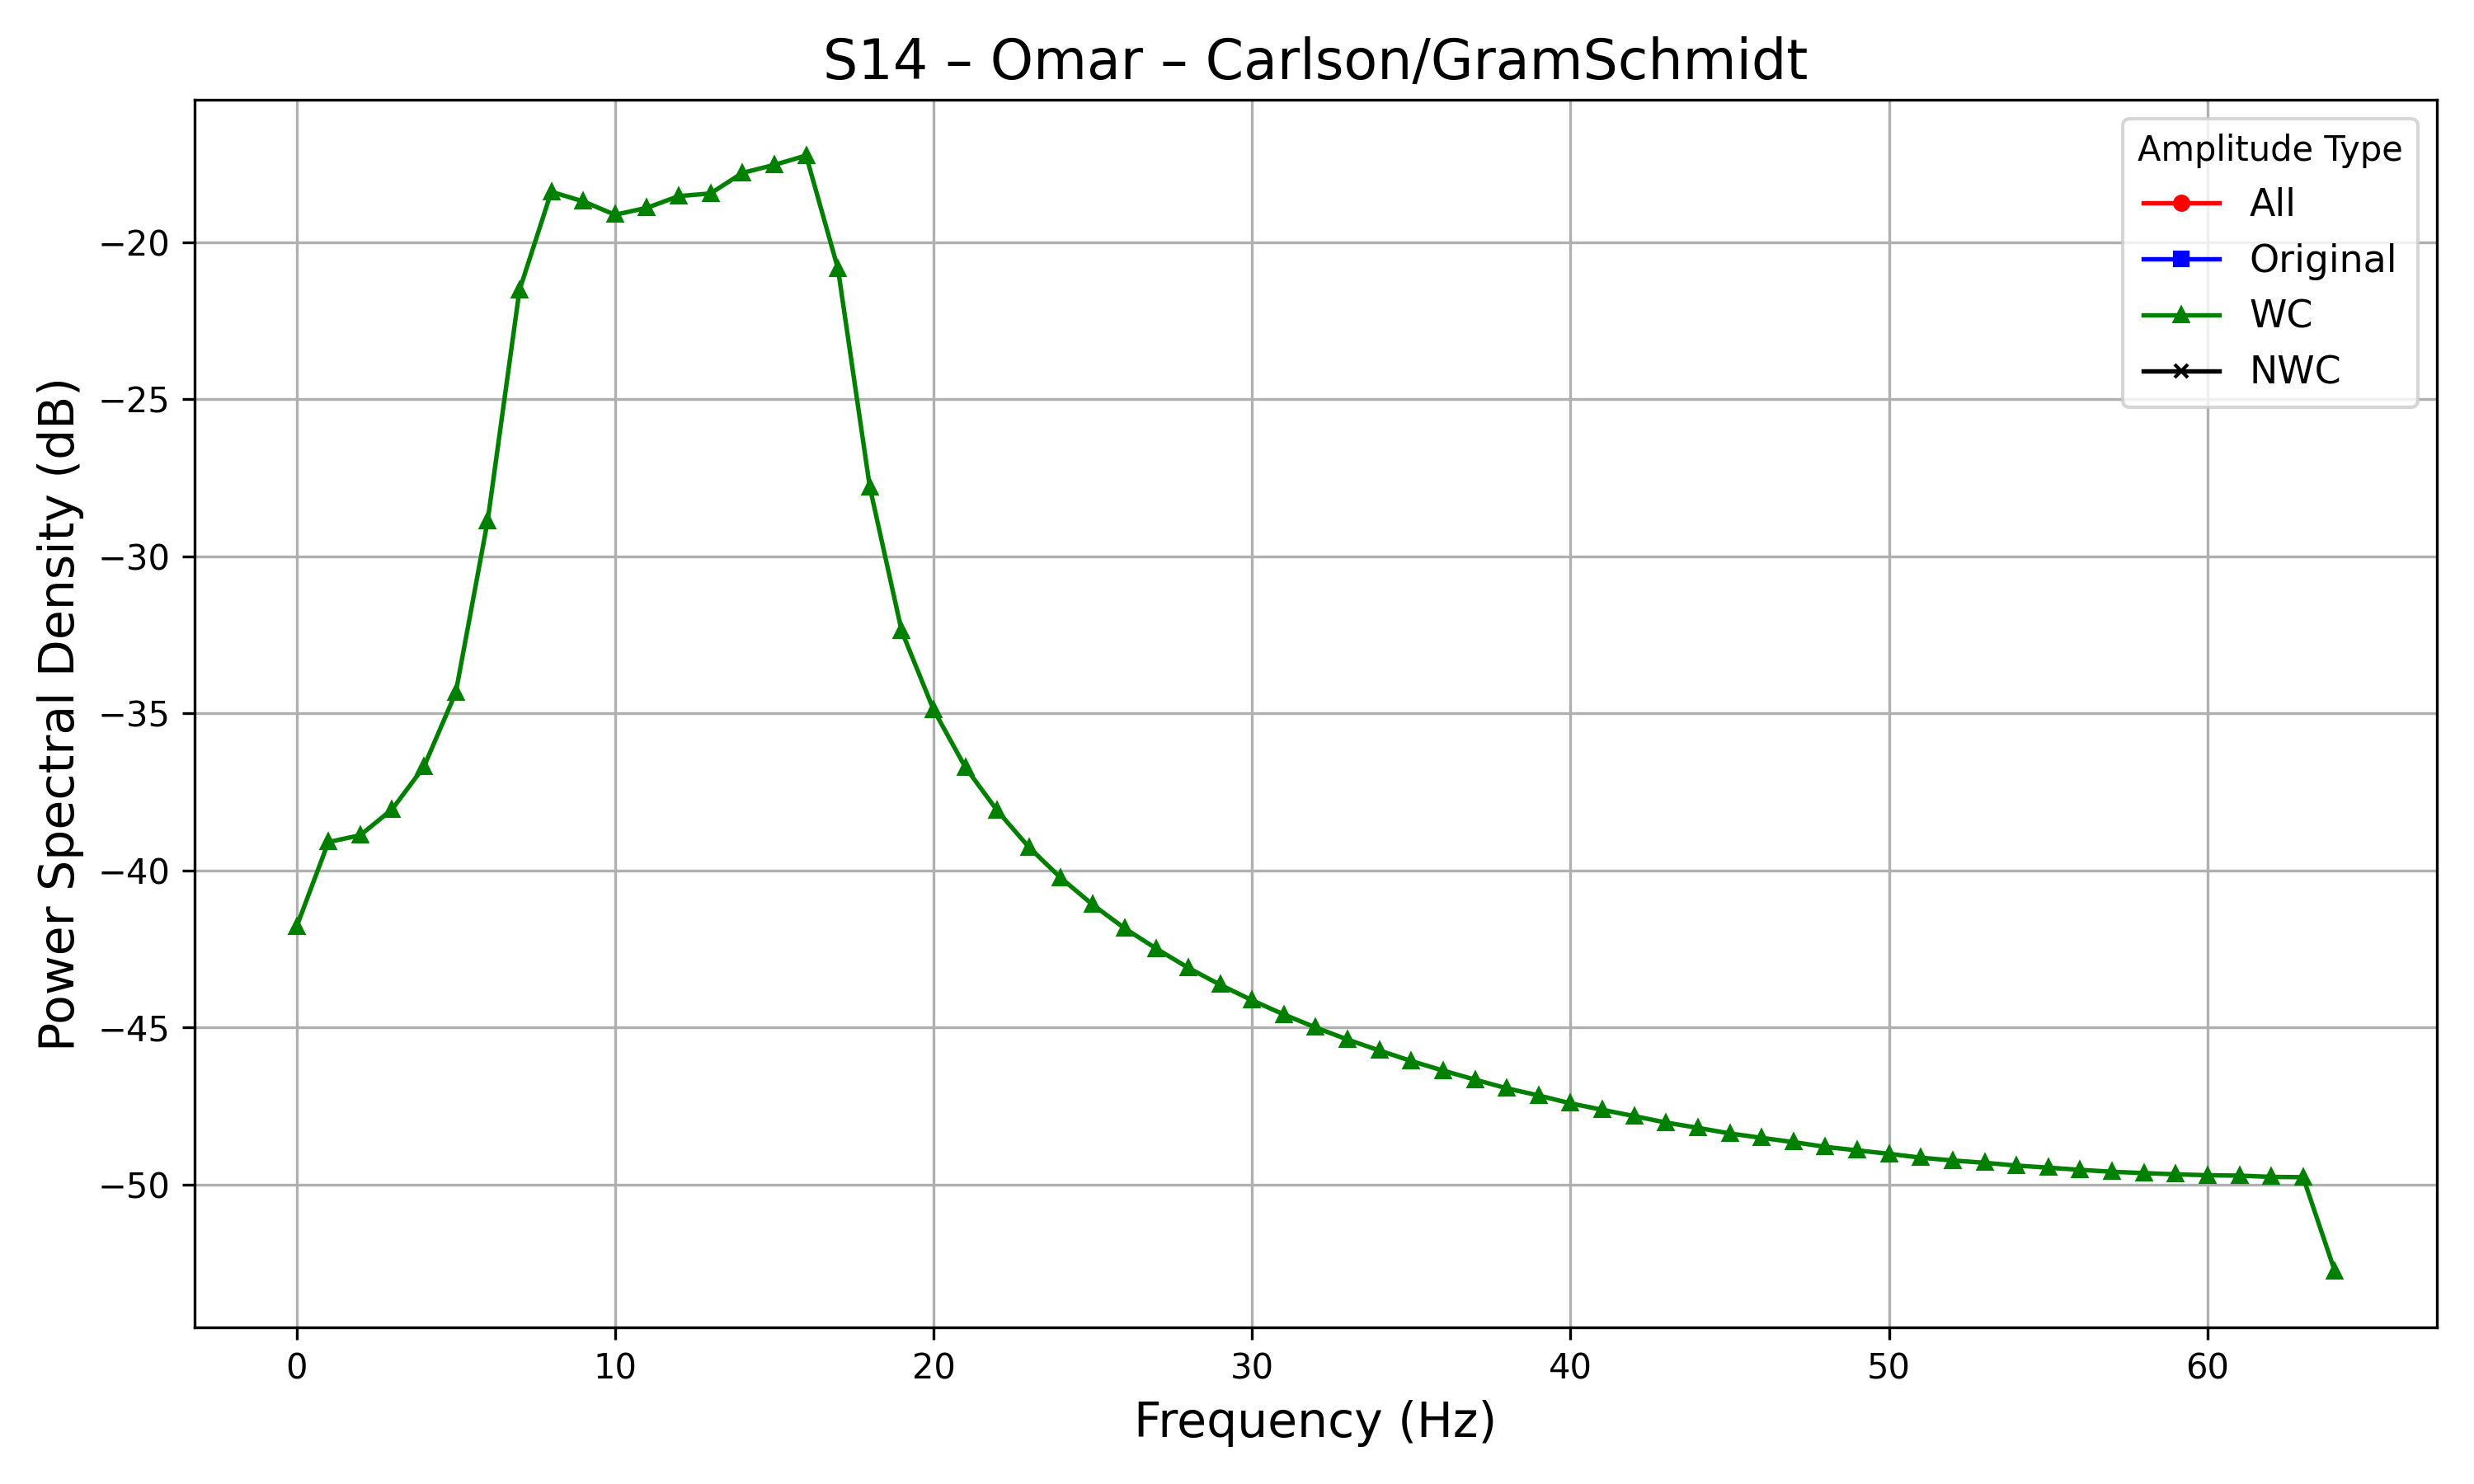 S14 – Omar – Carlson/GramSchmidt
Amplitude Type
All
Original
WC
NWC
Power Spectral Density (dB)
−20
−25
−30
−35
−40
−45
−50
0 10 20 30 40 50 60
Frequency (Hz)